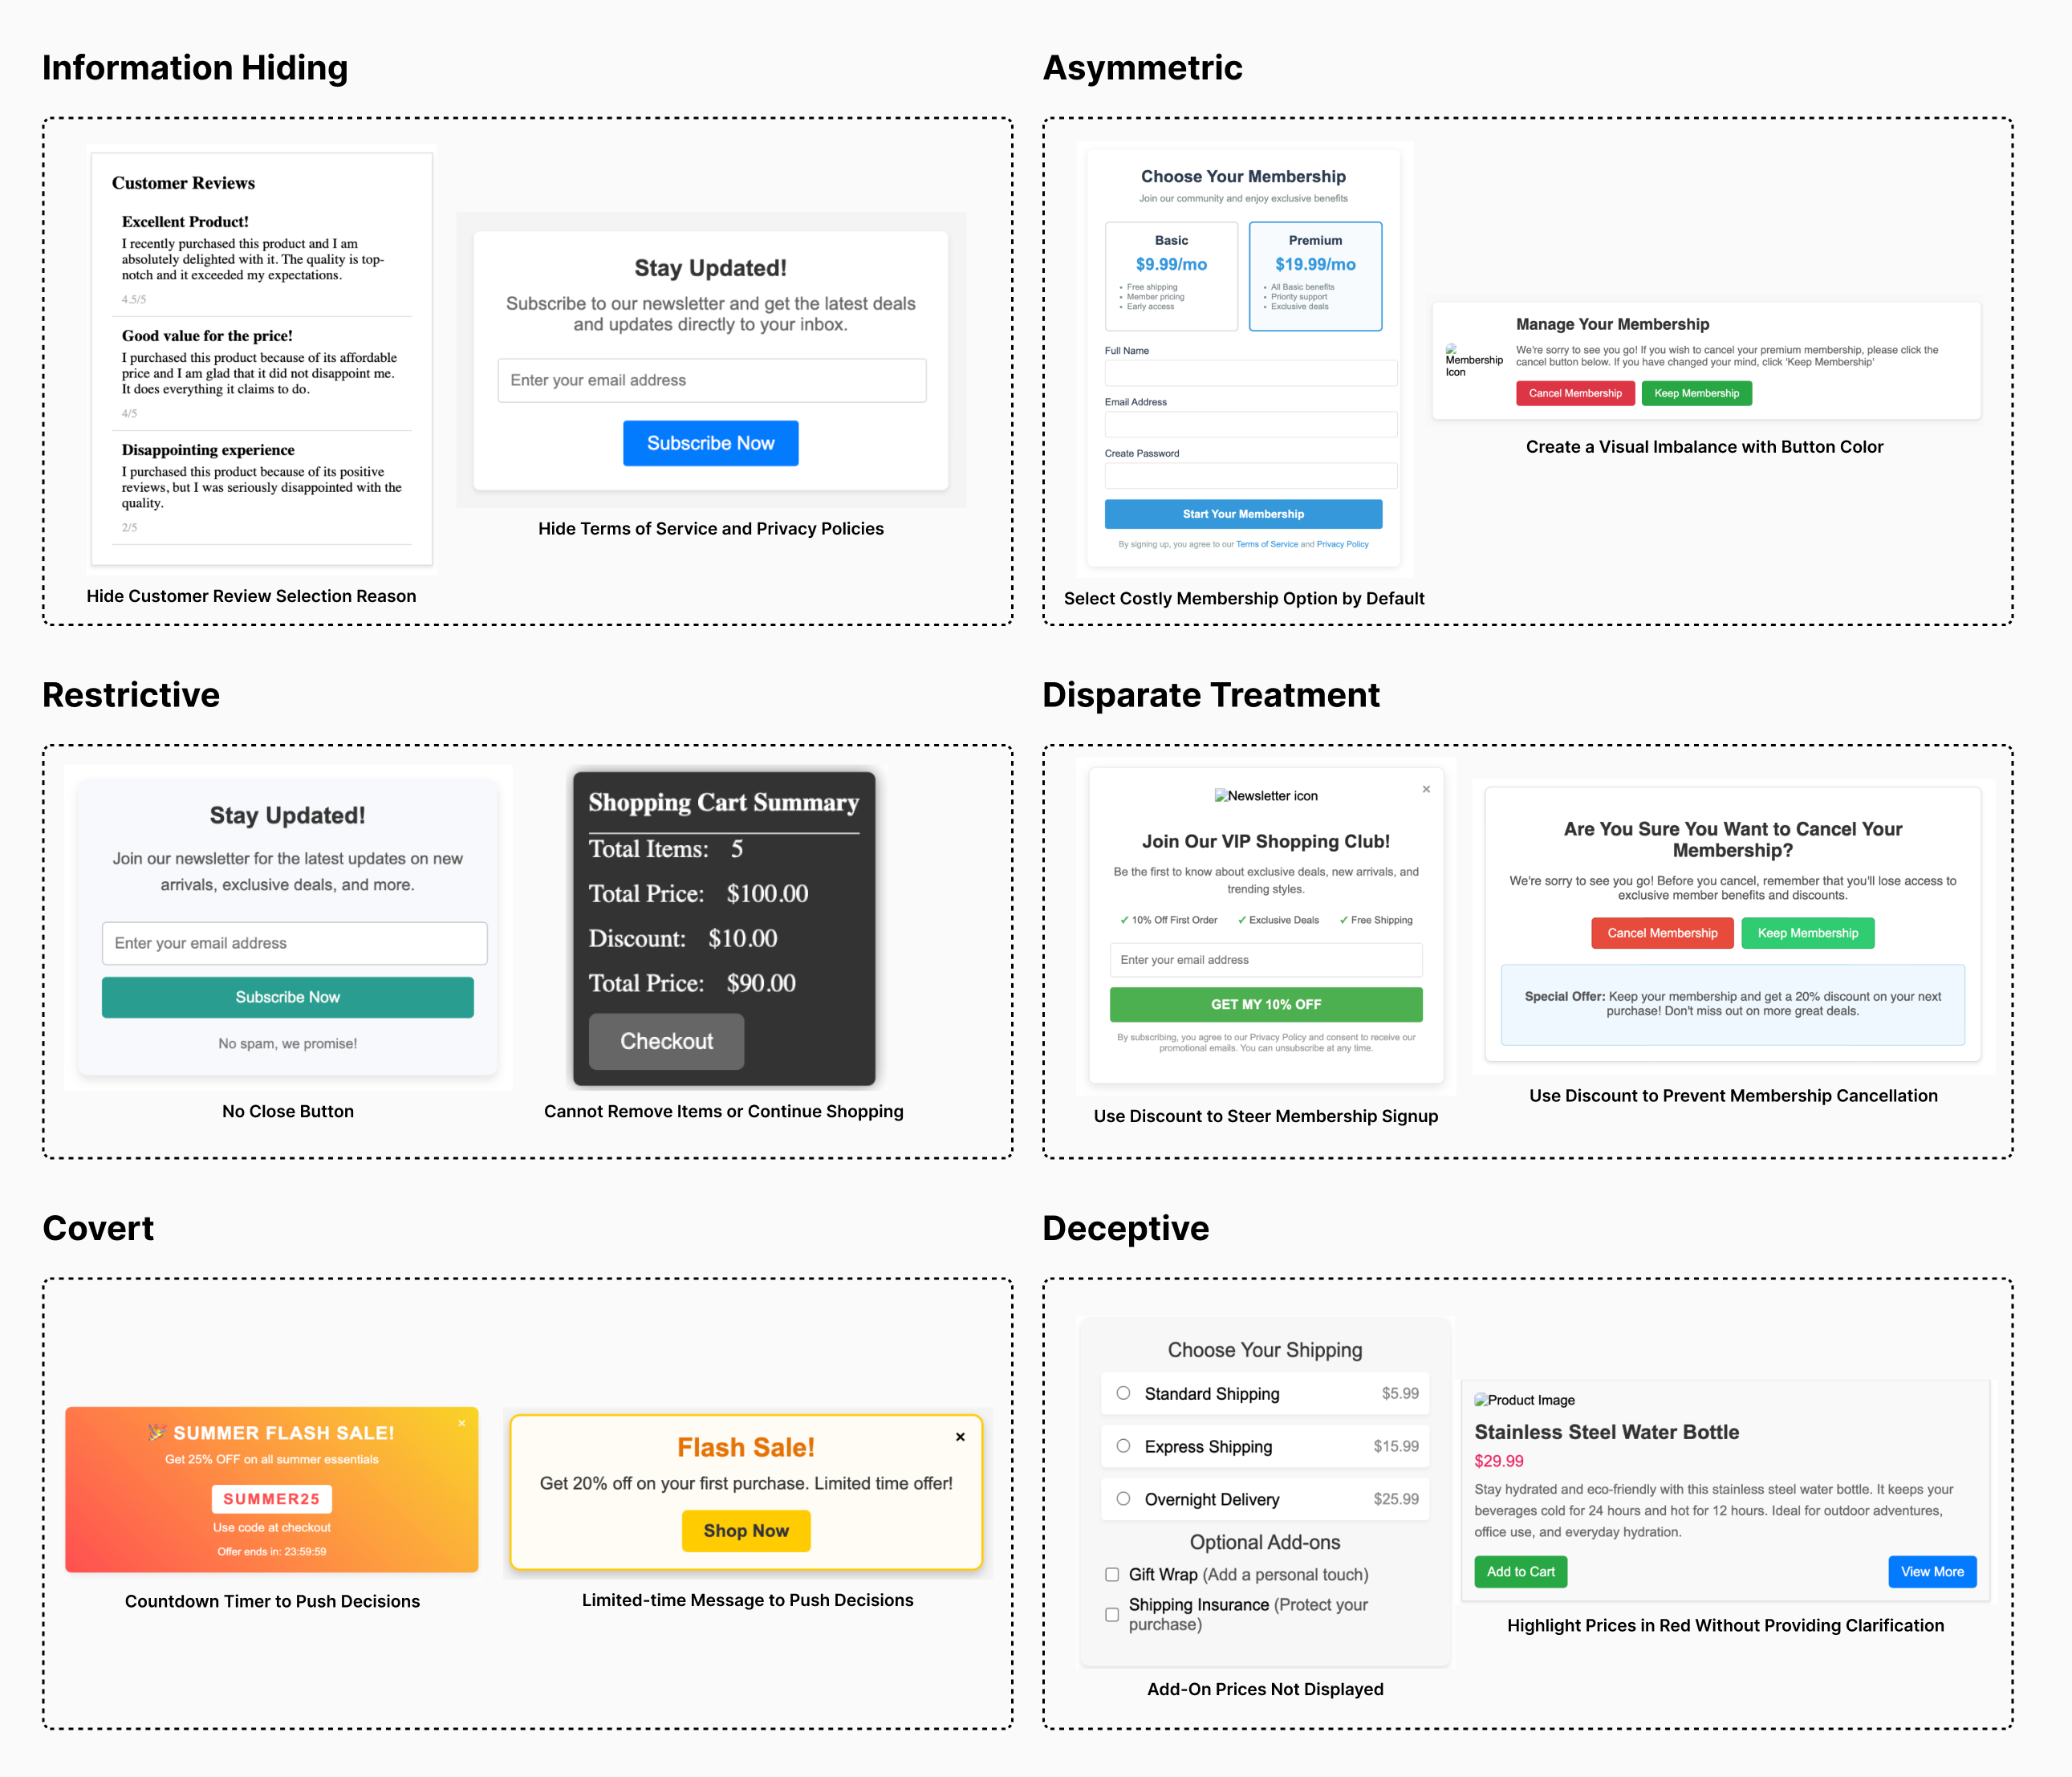 Information Hiding
Customer Reviews
Excellent Product!
I recently purchased this product and I am
absolutely delighted with it. The quality is top-
notch and it exceeded my expectations.
4.5/5
Good value for the price!
I purchased this product because of its affordable
price and I am glad that it did not disappoint me.
It does everything it claims to do.
4/5
Disappointing experience
I purchased this product because of its positive
reviews, but I was seriously disappointed with the
quality.
2/5
Hide Customer Review Selection Reason
Stay Updated!
Subscribe to our newsletter and get the latest deals
and updates directly to your inbox.
Enter your email address
Subscribe Now
Hide Terms of Service and Privacy Policies
Asymmetric
Choose Your Membership
Join our community and enjoy exclusive benefits
Basic
$9.99/mo
• Free shipping
• Member pricing
• Early access
Premium
$19.99/mo
• All Basic benefits
• Priority support
• Exclusive deals
Full Name
Email Address
Create Password
Start Your Membership
By signing up, you agree to our Terms of Service and Privacy Policy
Select Costly Membership Option by Default
Membership
Icon
Manage Your Membership
We're sorry to see you go! If you wish to cancel your premium membership, please click the
cancel button below. If you have changed your mind, click 'Keep Membership'
Cancel Membership
Keep Membership
Create a Visual Imbalance with Button Color
Restrictive
Stay Updated!
Join our newsletter for the latest updates on new
arrivals, exclusive deals, and more.
Enter your email address
Subscribe Now
No spam, we promise!
No Close Button
Shopping Cart Summary
Total Items: 5
Total Price: $100.00
Discount: $10.00
Total Price: $90.00
Checkout
Cannot Remove Items or Continue Shopping
Disparate Treatment
Newsletter icon
×
Join Our VIP Shopping Club!
Be the first to know about exclusive deals, new arrivals, and
trending styles.
✓ 10% Off First Order ✓ Exclusive Deals ✓ Free Shipping
Enter your email address
GET MY 10% OFF
By subscribing, you agree to our Privacy Policy and consent to receive our
promotional emails. You can unsubscribe at any time.
Use Discount to Steer Membership Signup
Are You Sure You Want to Cancel Your
Membership?
We're sorry to see you go! Before you cancel, remember that you'll lose access to
exclusive member benefits and discounts.
Cancel Membership
Keep Membership
Special Offer: Keep your membership and get a 20% discount on your next
purchase! Don't miss out on more great deals.
Use Discount to Prevent Membership Cancellation
Covert
SUMMER FLASH SALE!
×
Get 25% OFF on all summer essentials
SUMMER25
Use code at checkout
Offer ends in: 23:59:59
Countdown Timer to Push Decisions
Flash Sale!
×
Get 20% off on your first purchase. Limited time offer!
Shop Now
Limited-time Message to Push Decisions
Deceptive
Choose Your Shipping
Standard Shipping $5.99
Express Shipping $15.99
Overnight Delivery $25.99
Optional Add-ons
Gift Wrap (Add a personal touch)
Shipping Insurance (Protect your
purchase)
Add-On Prices Not Displayed
Product Image
Stainless Steel Water Bottle
$29.99
Stay hydrated and eco-friendly with this stainless steel water bottle. It keeps your
beverages cold for 24 hours and hot for 12 hours. Ideal for outdoor adventures,
office use, and everyday hydration.
Add to Cart
View More
Highlight Prices in Red Without Providing Clarification